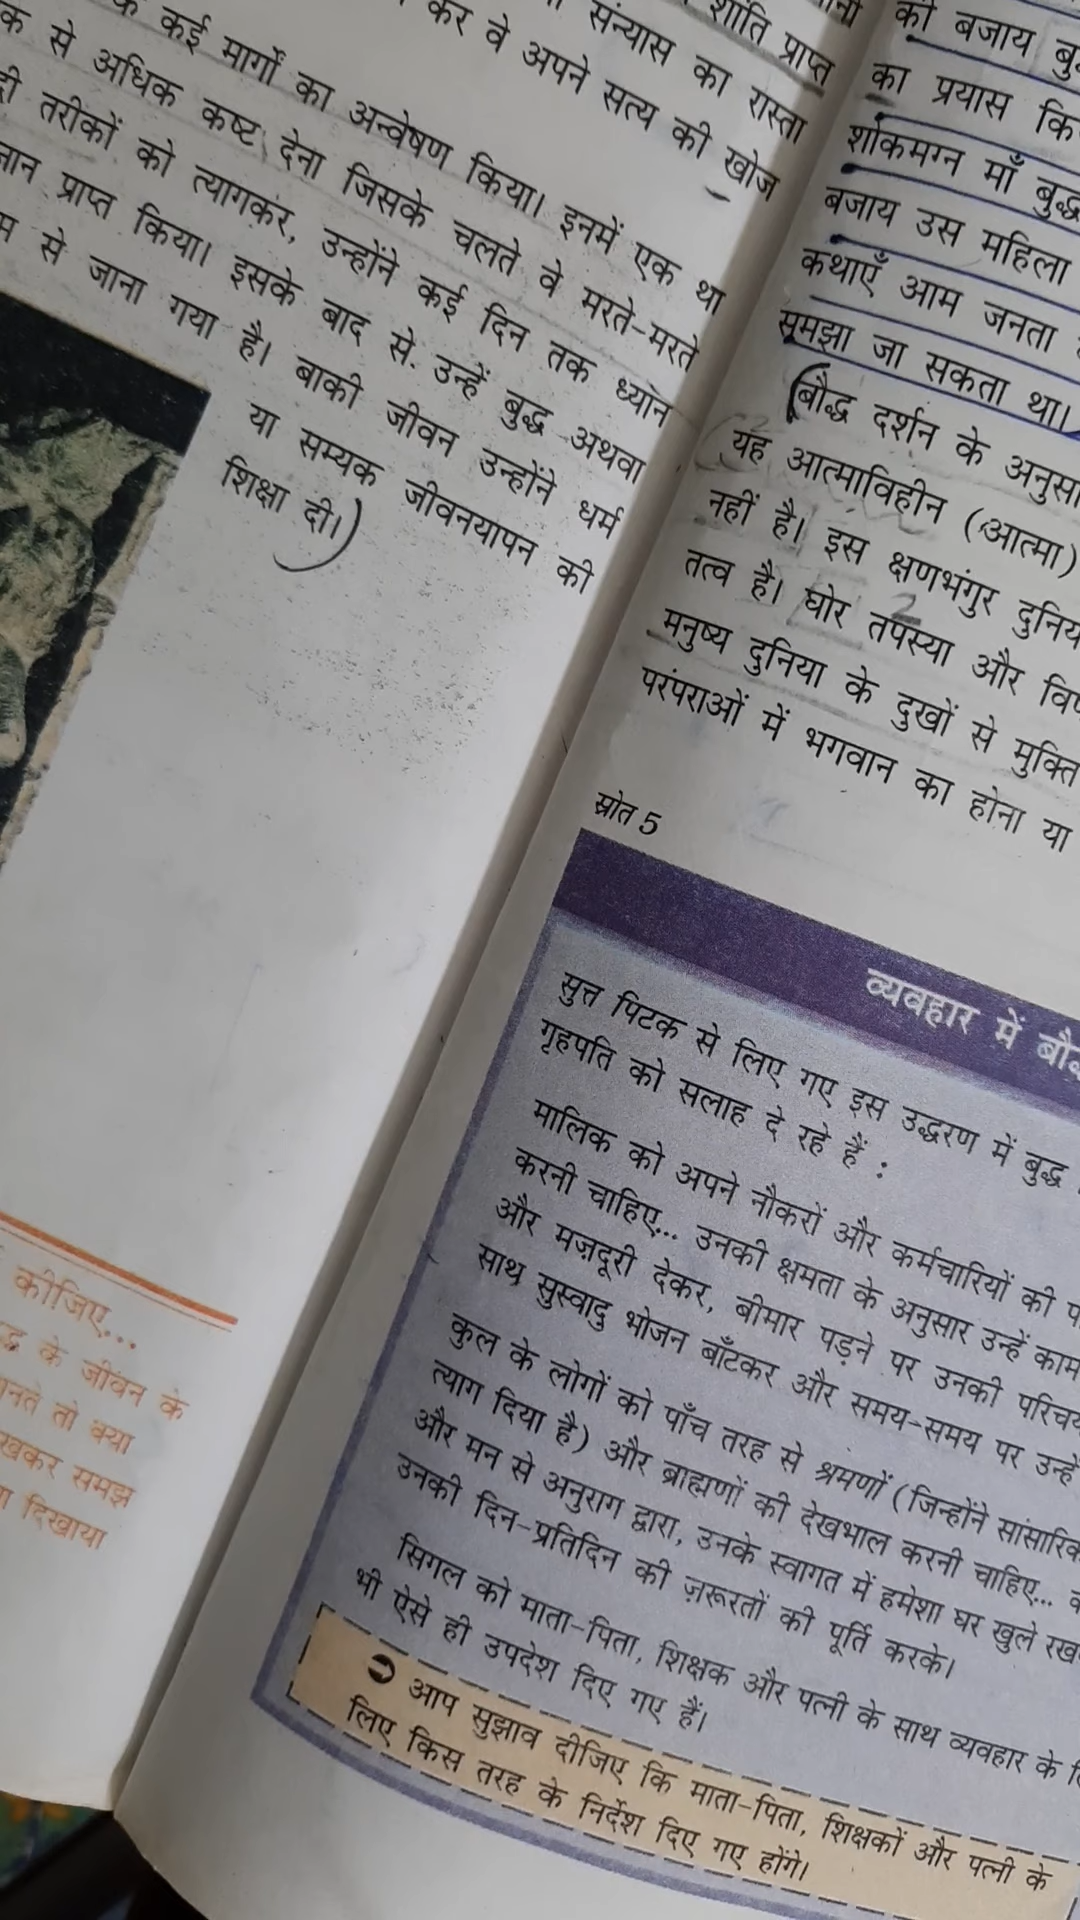 शांति प्राप्त
संन्यास का रास्ता
कर वे अपने सत्य की खोज
कई मार्गों का अन्वेषण किया। इनमें एक था
से अधिक कष्ट देना जिसके चलते वे मरते-मरते
तरीकों को त्यागकर, उन्होंने कई दिन तक ध्यान
प्राप्त किया। इसके बाद से उन्हें बुद्ध अथवा
से जाना गया है। बाकी जीवन उन्होंने धर्म
या सम्यक जीवनयापन की
शिक्षा दी।)
कीजिए...
के जीवन के
तो क्या
समझ
दिखाया
की बजाय
का प्रयास
शोकमग्न माँ बुद्ध
बजाय उस महिला
कथाएँ आम जनता
समझा जा सकता था।
(बौद्ध दर्शन के
यह आत्माविहीन (आत्मा)
नहीं है। इस क्षणभंगुर
तत्व है। घोर तपस्या और
2
मनुष्य दुनिया के दुखों से मुक्ति
परंपराओं में भगवान का होना या
स्रोत 5
व्यवहार में
सुत्त पिटक से लिए गए इस उद्धरण में बुद्ध
गृहपति को सलाह दे रहे हैं :
मालिक को अपने नौकरों और कर्मचारियों की
करनी चाहिए... उनकी क्षमता के अनुसार उन्हें काम
और मज़दूरी देकर, बीमार पड़ने पर उनकी
साथ सुस्वादु भोजन बाँटकर और समय-समय पर उन्हें
कुल के लोगों को पाँच तरह से श्रमणों (जिन्होंने
त्याग दिया है) और ब्राह्मणों की देखभाल करनी चाहिए...
और मन से अनुराग द्वारा, उनके स्वागत में हमेशा घर खुले
उनकी दिन-प्रतिदिन की ज़रूरतों की पूर्ति करके।
सिगल को माता-पिता, शिक्षक और पत्नी के साथ व्यवहार के
भी ऐसे ही उपदेश दिए गए हैं।
➲ आप सुझाव दीजिए कि माता-पिता, शिक्षकों और पत्नी के
लिए किस तरह के निर्देश दिए गए होंगे।